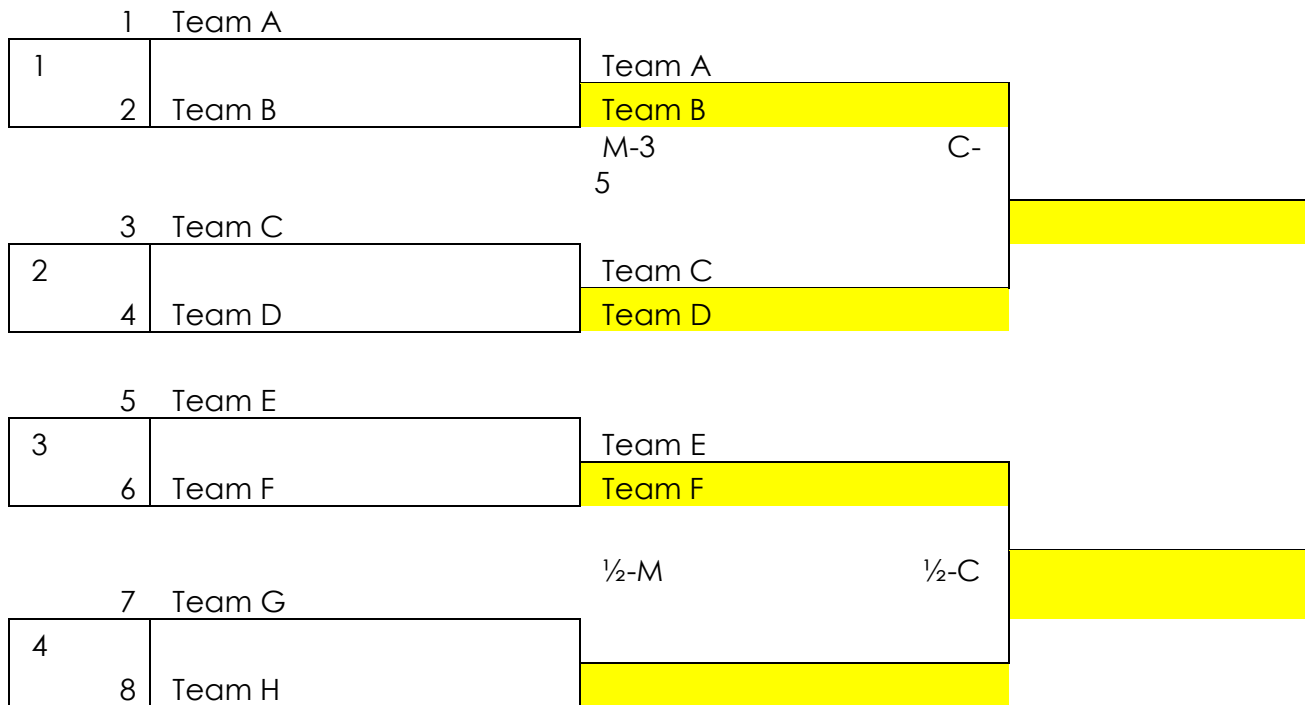 1 Team A
1 Team A
2 Team B Team B
M-3 C-
5
3 Team C
2 Team C
4 Team D Team D
5 Team E
3 Team E
6 Team F Team F
½-M ½-C
7 Team G
4
8 Team H